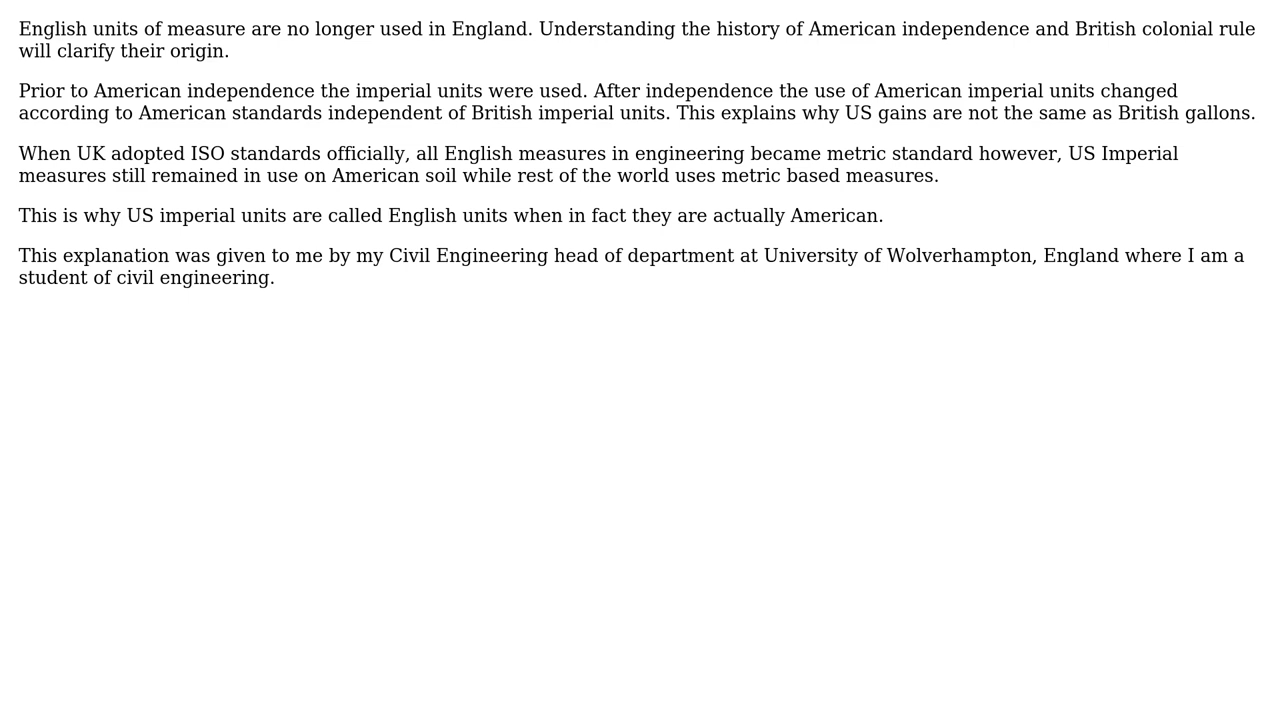 English units of measure are no longer used in England. Understanding the history of American independence and British colonial rule
will clarify their origin.
Prior to American independence the imperial units were used. After independence the use of American imperial units changed
according to American standards independent of British imperial units. This explains why US gains are not the same as British gallons.
When UK adopted ISO standards officially, all English measures in engineering became metric standard however, US Imperial
measures still remained in use on American soil while rest of the world uses metric based measures.
This is why US imperial units are called English units when in fact they are actually American.
This explanation was given to me by my Civil Engineering head of department at University of Wolverhampton, England where I am a
student of civil engineering.